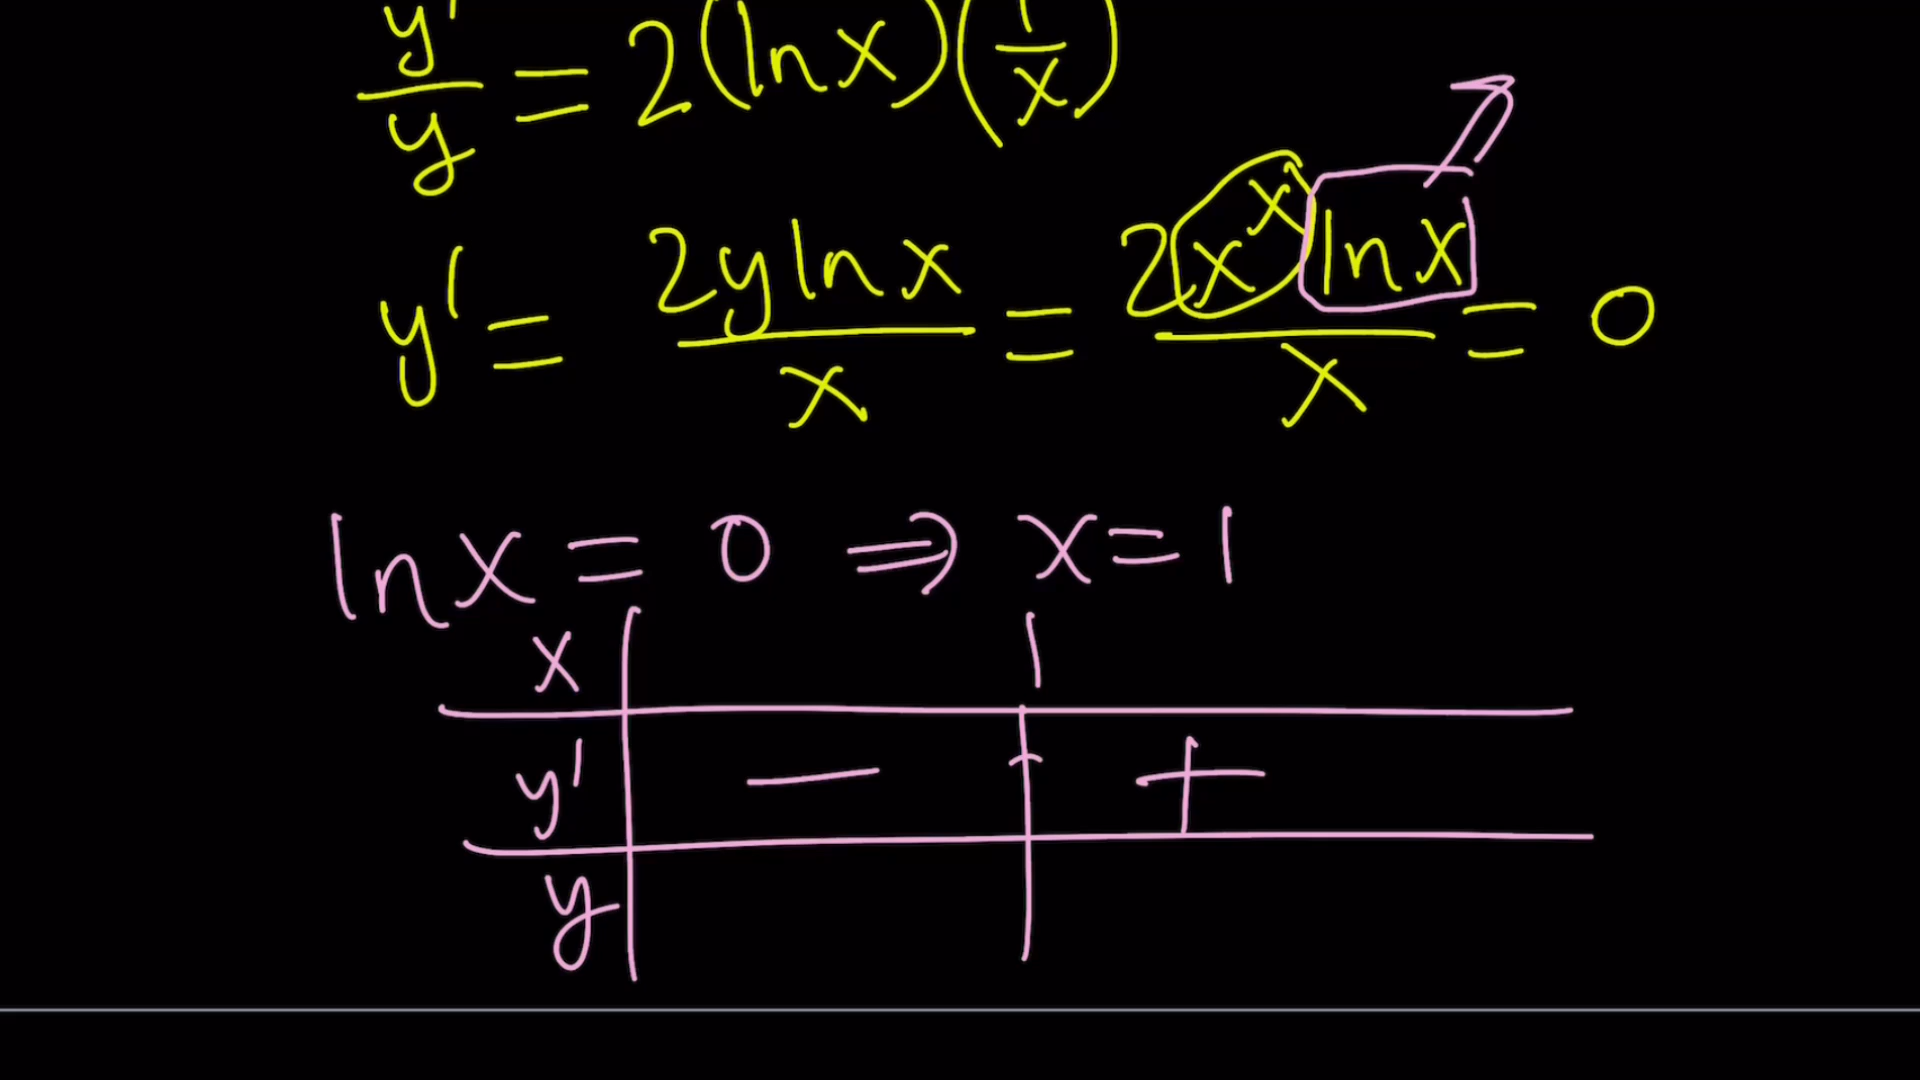 y'/y = 2(ln x)(1/x)
y' = 2y ln x / x = 2x^x ln x / x = 0
ln x = 0 ⇒ x = 1
x | 1
y' | − | +
y